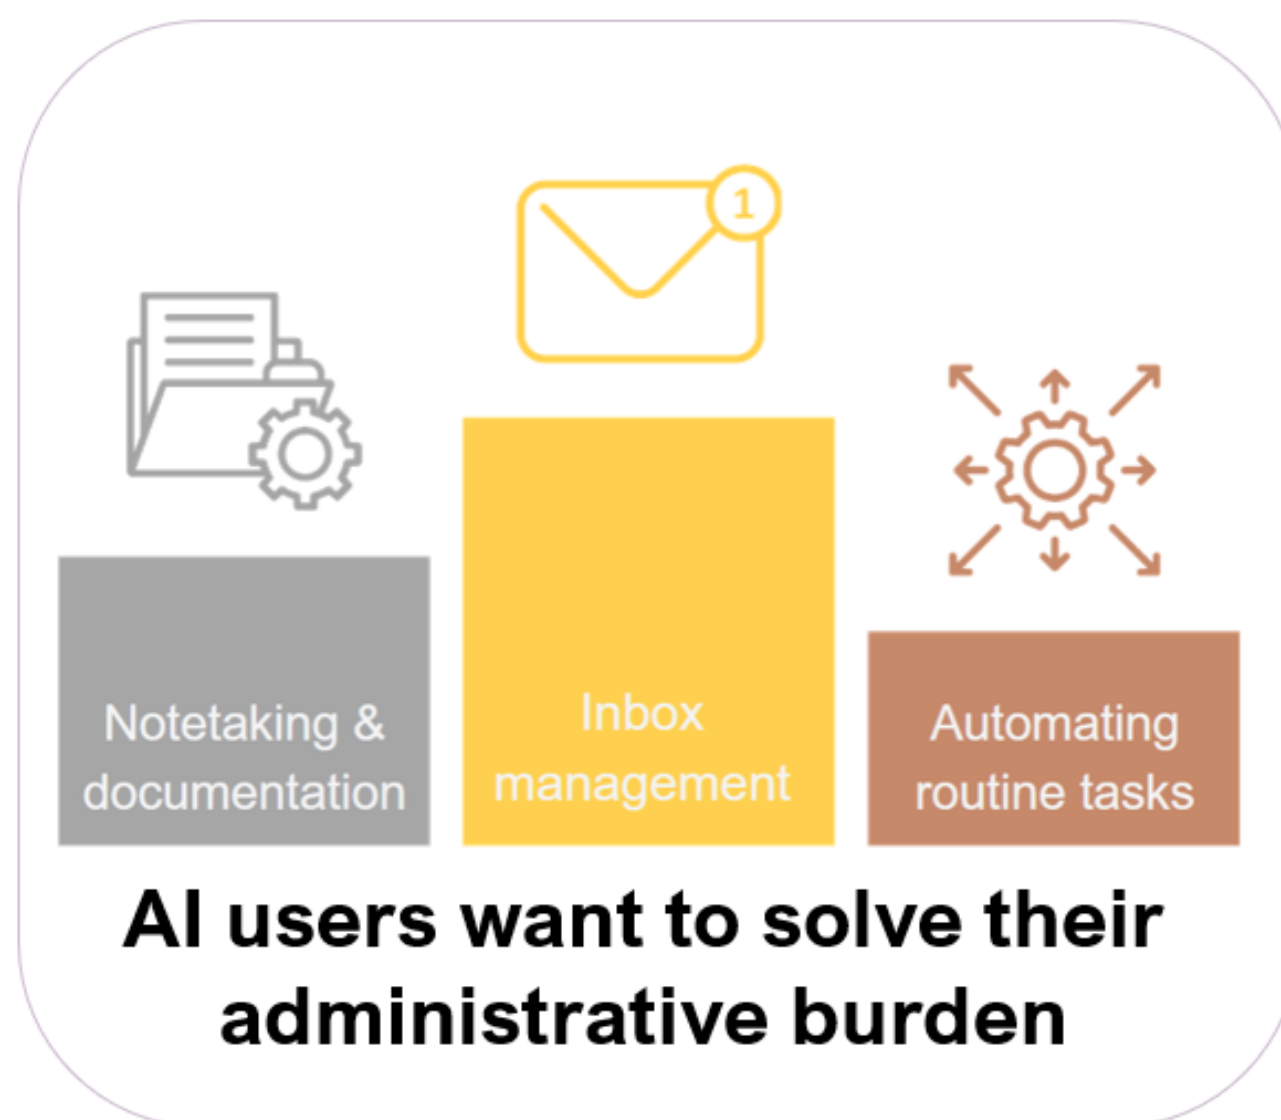 1
Notetaking &
documentation
Inbox
management
Automating
routine tasks
AI users want to solve their
administrative burden